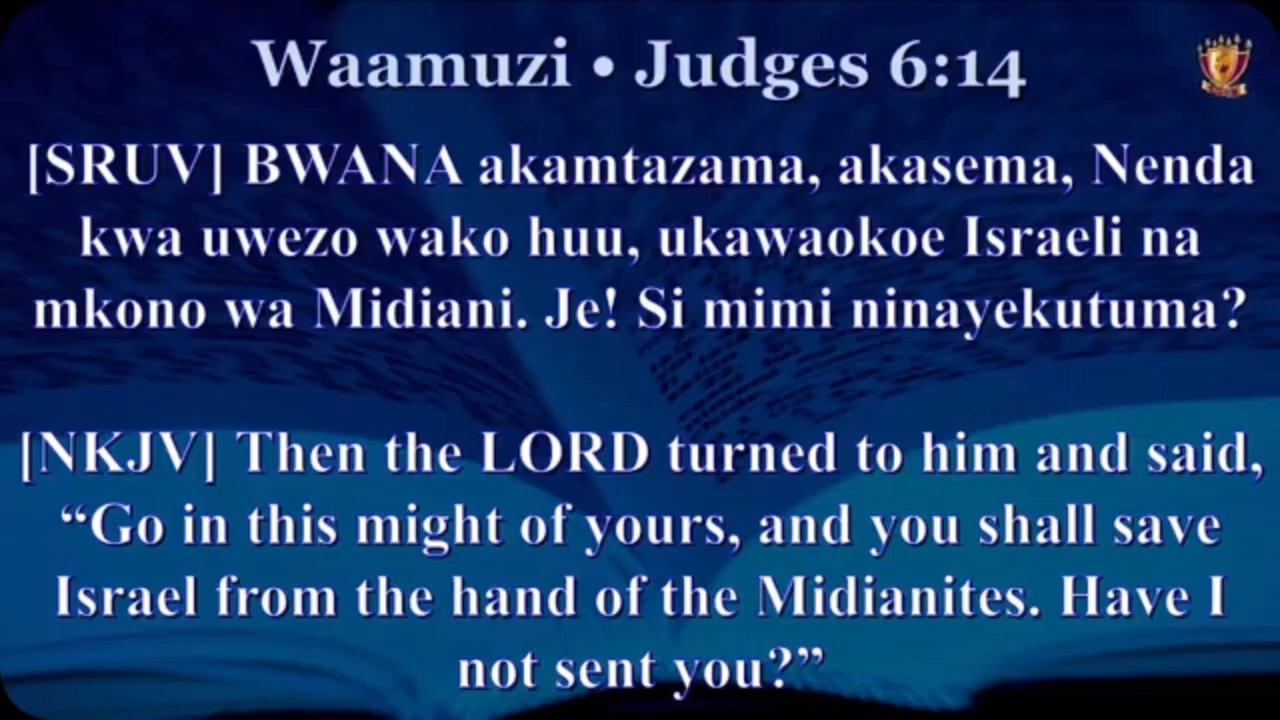 Waamuzi • Judges 6:14
[SRUV] BWANA akamtazama, akasema, Nenda
kwa uwezo wako huu, ukawaokoe Israeli na
mkono wa Midiani. Je! Si mimi ninayekutuma?
[NKJV] Then the LORD turned to him and said,
“Go in this might of yours, and you shall save
Israel from the hand of the Midianites. Have I
not sent you?”